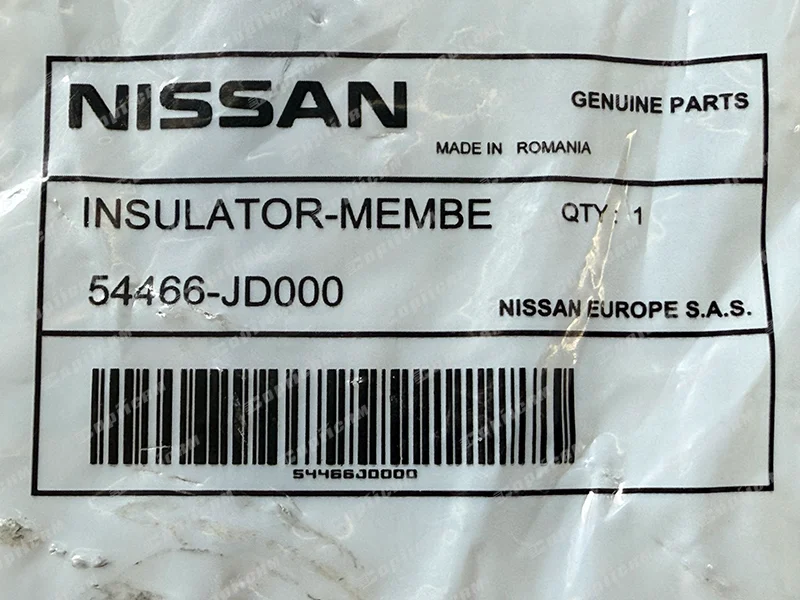 NISSAN
GENUINE PARTS
MADE IN ROMANIA
INSULATOR-MEMBE
QTY: 1
54466-JD000
NISSAN EUROPE S.A.S.
54466JD000